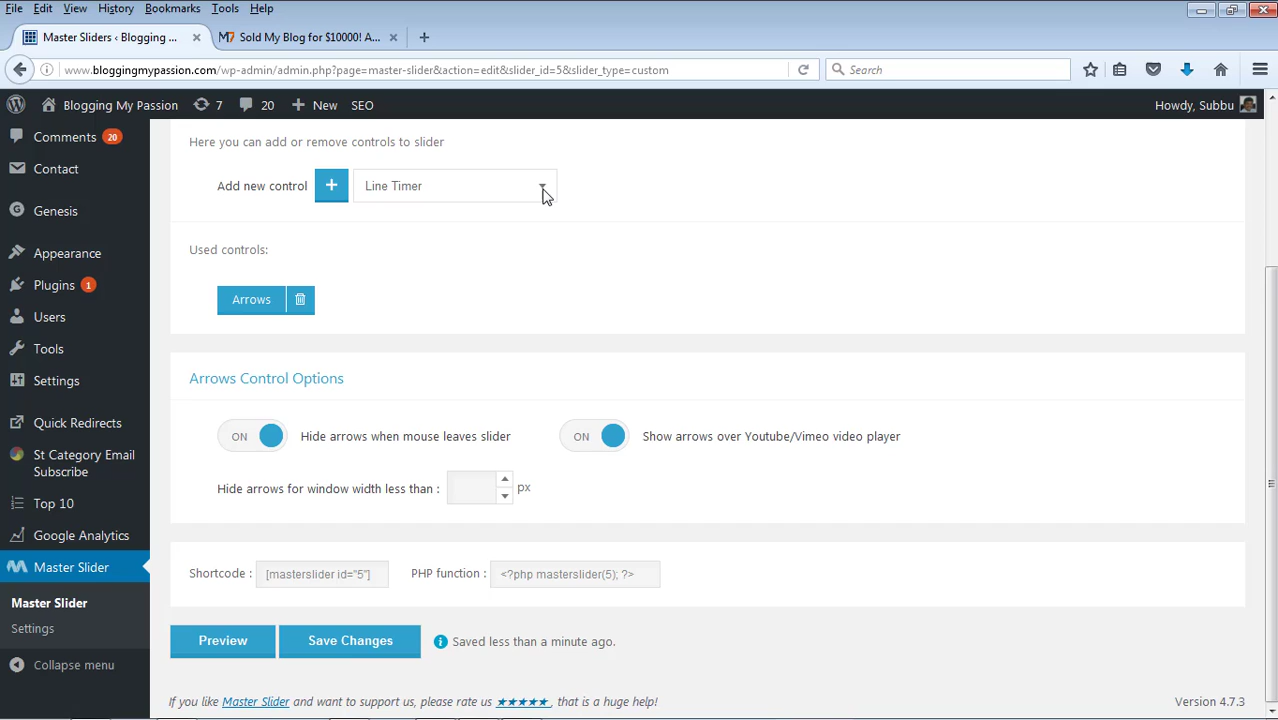 File Edit View History Bookmarks Tools Help
Master Sliders ‹ Blogging ... × M7 Sold My Blog for $10000! A... × +
www.bloggingmypassion.com/wp-admin/admin.php?page=master-slider&action=edit&slider_id=5&slider_type=custom Search
Blogging My Passion 7 20 + New SEO Howdy, Subbu
Comments 20
Contact
Genesis
Appearance
Plugins 1
Users
Tools
Settings
Quick Redirects
St Category Email
Subscribe
Top 10
Google Analytics
Master Slider
Master Slider
Settings
Collapse menu
Here you can add or remove controls to slider
Add new control + Line Timer
Used controls:
Arrows
Arrows Control Options
ON Hide arrows when mouse leaves slider ON Show arrows over Youtube/Vimeo video player
Hide arrows for window width less than : px
Shortcode : [masterslider id="5"] PHP function : <?php masterslider(5); ?>
Preview Save Changes i Saved less than a minute ago.
If you like Master Slider and want to support us, please rate us ★★★★★ , that is a huge help! Version 4.7.3